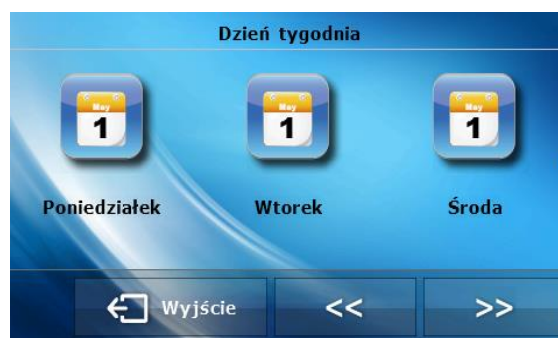 Dzień tygodnia
May May May
1 1 1
Poniedziałek Wtorek Środa
Wyjście << >>